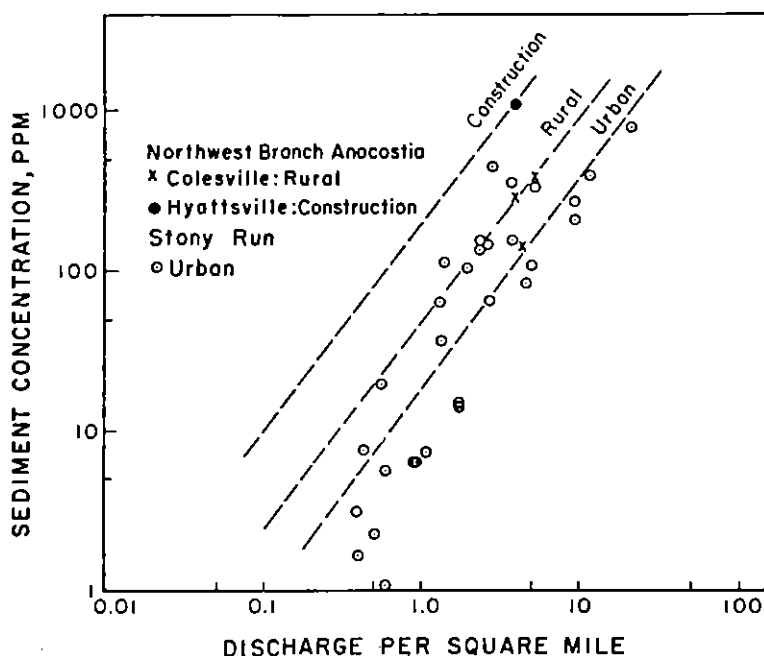 SEDIMENT CONCENTRATION, PPM
1000
100
10
1
Construction
Rural
Urban
Northwest Branch Anacostia
x Colesville: Rural
● Hyattsville: Construction
Stony Run
⊙ Urban
0.01 0.1 1.0 10 100
DISCHARGE PER SQUARE MILE